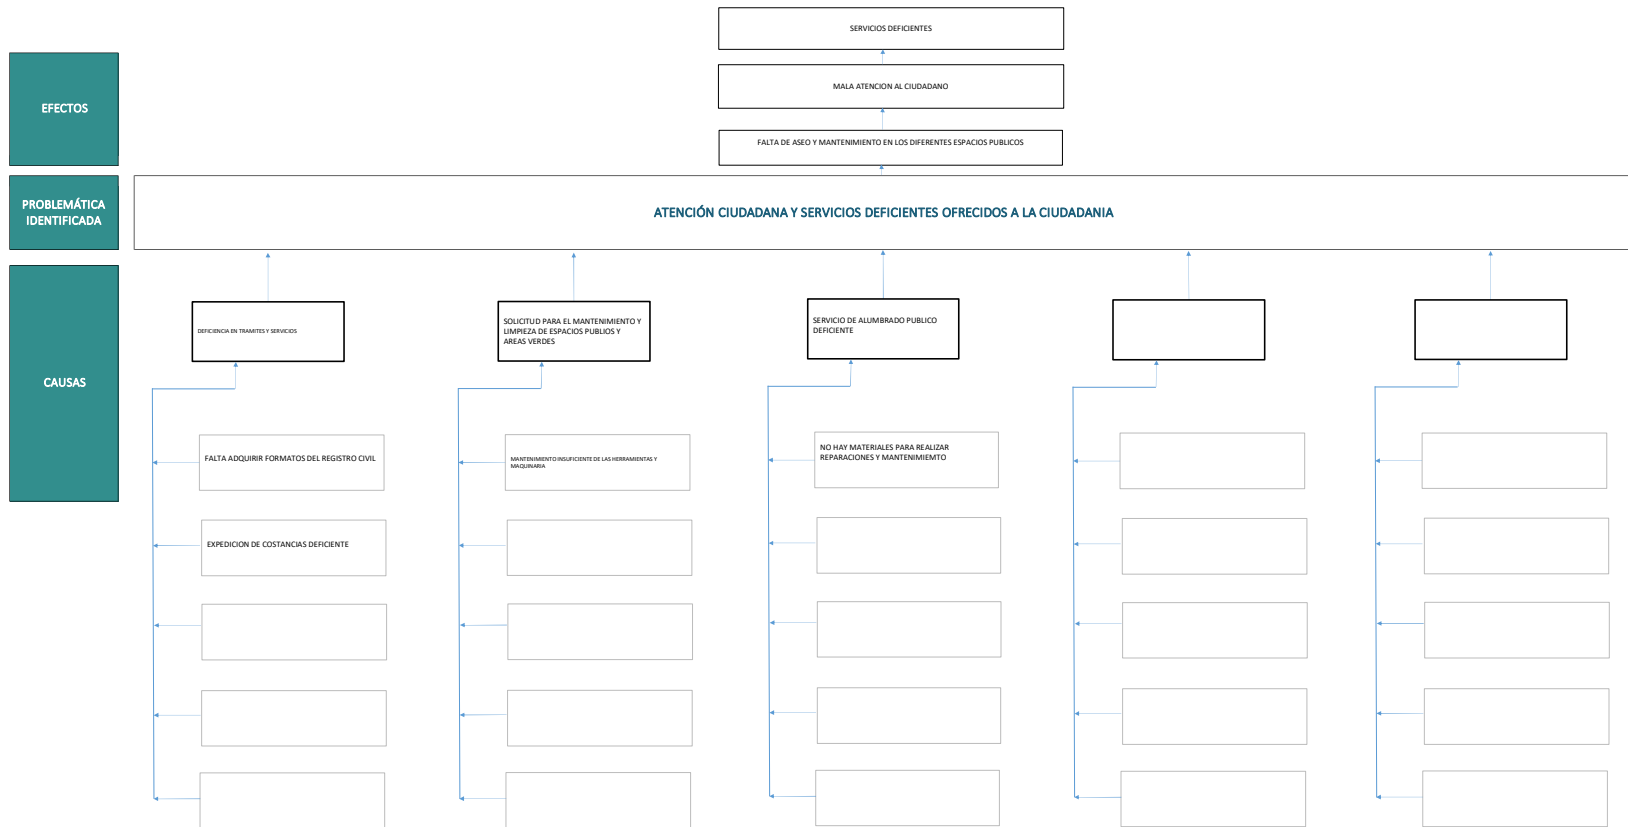 SERVICIOS DEFICIENTES
EFECTOS
MALA ATENCION AL CIUDADANO
FALTA DE ASEO Y MANTENIMIENTO EN LOS DIFERENTES ESPACIOS PUBLICOS
PROBLEMÁTICA
IDENTIFICADA
ATENCIÓN CIUDADANA Y SERVICIOS DEFICIENTES OFRECIDOS A LA CIUDADANIA
CAUSAS
DEFICIENCIA EN TRAMITES Y SERVICIOS
SOLICITUD PARA EL MANTENIMIENTO Y
LIMPIEZA DE ESPACIOS PUBLIOS Y
AREAS VERDES
SERVICIO DE ALUMBRADO PUBLICO
DEFICIENTE
FALTA ADQUIRIR FORMATOS DEL REGISTRO CIVIL
MANTENIMIENTO INSUFICIENTE DE LAS HERRAMIENTAS Y
MAQUINARIA
NO HAY MATERIALES PARA REALIZAR
REPARACIONES Y MANTENIMIEMTO
EXPEDICION DE COSTANCIAS DEFICIENTE